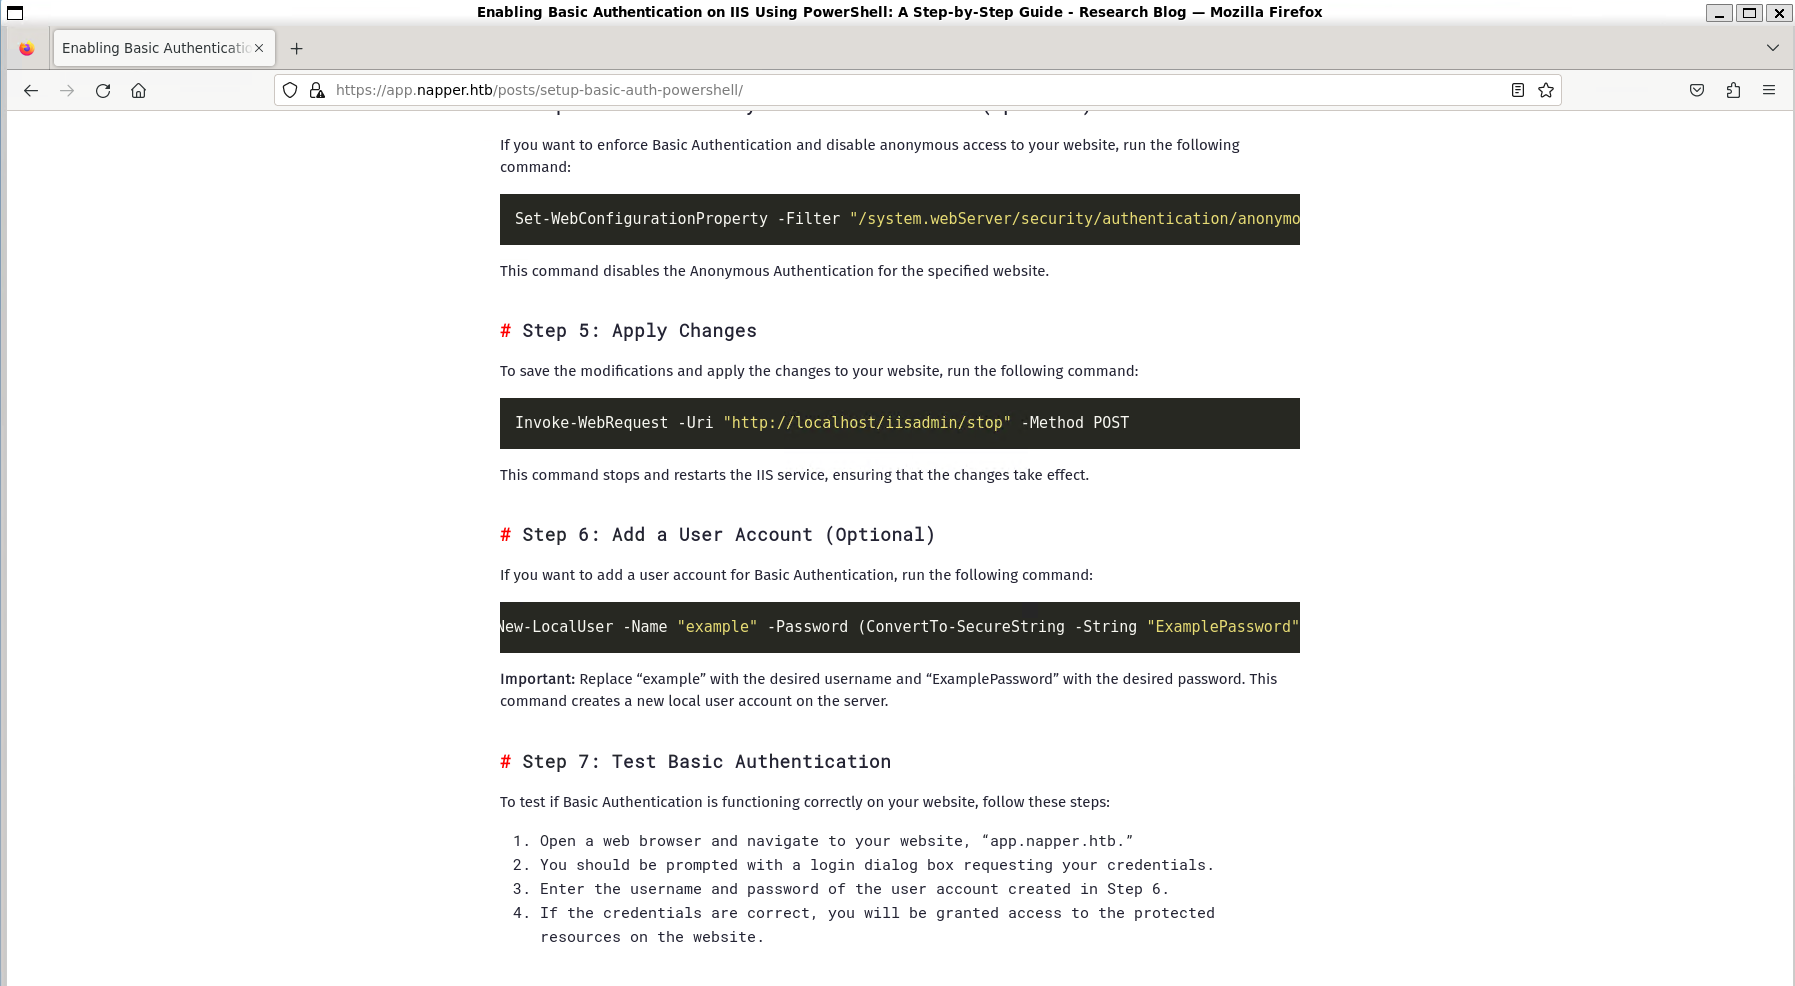 Enabling Basic Authentication on IIS Using PowerShell: A Step-by-Step Guide - Research Blog — Mozilla Firefox
Enabling Basic Authenticatio
https://app.napper.htb/posts/setup-basic-auth-powershell/
If you want to enforce Basic Authentication and disable anonymous access to your website, run the following
command:
Set-WebConfigurationProperty -Filter "/system.webServer/security/authentication/anonymo
This command disables the Anonymous Authentication for the specified website.
# Step 5: Apply Changes
To save the modifications and apply the changes to your website, run the following command:
Invoke-WebRequest -Uri "http://localhost/iisadmin/stop" -Method POST
This command stops and restarts the IIS service, ensuring that the changes take effect.
# Step 6: Add a User Account (Optional)
If you want to add a user account for Basic Authentication, run the following command:
New-LocalUser -Name "example" -Password (ConvertTo-SecureString -String "ExamplePassword"
Important: Replace “example” with the desired username and “ExamplePassword” with the desired password. This
command creates a new local user account on the server.
# Step 7: Test Basic Authentication
To test if Basic Authentication is functioning correctly on your website, follow these steps:
1. Open a web browser and navigate to your website, “app.napper.htb.”
2. You should be prompted with a login dialog box requesting your credentials.
3. Enter the username and password of the user account created in Step 6.
4. If the credentials are correct, you will be granted access to the protected
resources on the website.